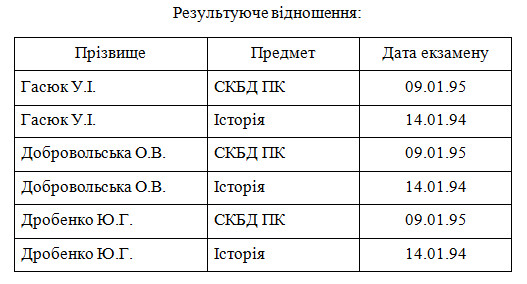 Результуюче відношення:
Прізвище Предмет Дата екзамену
Гасюк У.І. СКБД ПК 09.01.95
Гасюк У.І. Історія 14.01.94
Добровольська О.В. СКБД ПК 09.01.95
Добровольська О.В. Історія 14.01.94
Дробенко Ю.Г. СКБД ПК 09.01.95
Дробенко Ю.Г. Історія 14.01.94